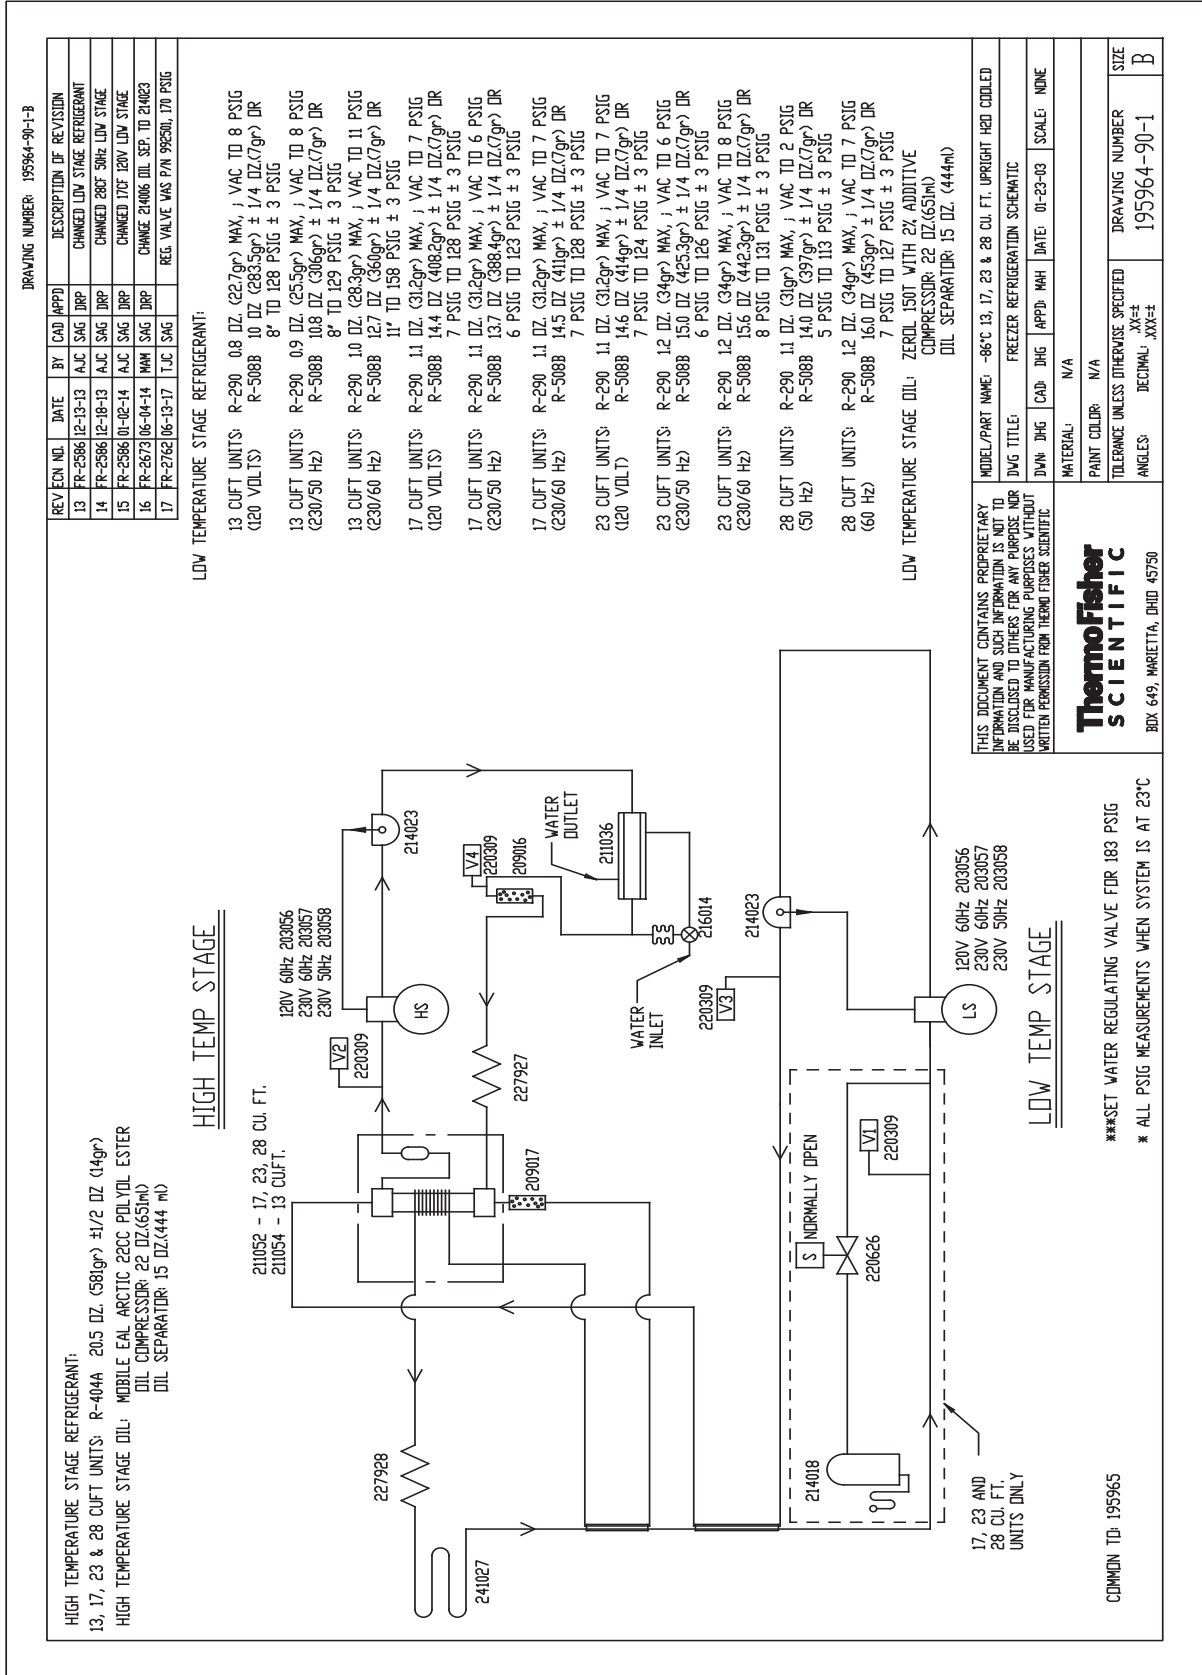 DRAWING NUMBER: 195964-90-1-B
REV ECN NO. DATE BY CAD APPD DESCRIPTION OF REVISION
13 FR-2586 12-13-13 AJC SAG DRP CHANGED LOW STAGE REFRIGERANT
14 FR-2586 12-18-13 AJC SAG DRP CHANGED 28CF 50Hz LOW STAGE
15 FR-2586 01-02-14 AJC SAG DRP CHANGED 17CF 120V LOW STAGE
16 FR-2673 06-04-14 MAM SAG DRP CHANGE 214006 OIL SEP. TO 214023
17 FR-2762 06-13-17 TJC SAG REG. VALVE WAS P/N 992501, 170 PSIG
HIGH TEMPERATURE STAGE REFRIGERANT:
13, 17, 23 & 28 CUFT UNITS: R-404A 20.5 OZ. (581gr) ±1/2 OZ (14gr)
HIGH TEMPERATURE STAGE OIL: MOBILE EAL ARCTIC 22CC POLYOL ESTER
OIL COMPRESSOR: 22 OZ.(651ml)
OIL SEPARATOR: 15 OZ.(444 ml)
HIGH TEMP STAGE
211052 - 17, 23, 28 CU. FT.
211054 - 13 CU.FT.
120V 60Hz 203056
230V 60Hz 203057
230V 50Hz 203058
V2
220309
HS
214023
227928
241027
209017
227927
V4
220309
209016
WATER
OUTLET
211036
216014
WATER
INLET
214023
220309
V3
S NORMALLY OPEN
220626
214018
V1
220309
LS
120V 60Hz 203056
230V 60Hz 203057
230V 50Hz 203058
LOW TEMP STAGE
17, 23 AND
28 CU. FT.
UNITS ONLY
COMMON TO: 195965
***SET WATER REGULATING VALVE FOR 183 PSIG
* ALL PSIG MEASUREMENTS WHEN SYSTEM IS AT 23°C
LOW TEMPERATURE STAGE REFRIGERANT:
13 CUFT UNITS: R-290 0.8 OZ. (22.7gr) MAX, ; VAC TO 8 PSIG
(120 VOLTS) R-508B 10 OZ (283.5gr) ± 1/4 OZ.(7gr) OR
8" TO 128 PSIG ± 3 PSIG
13 CUFT UNITS: R-290 0.9 OZ. (25.5gr) MAX, ; VAC TO 8 PSIG
(230/50 Hz) R-508B 10.8 OZ (306gr) ± 1/4 OZ.(7gr) OR
8" TO 129 PSIG ± 3 PSIG
13 CUFT UNITS: R-290 1.0 OZ. (28.3gr) MAX, ; VAC TO 11 PSIG
(230/60 Hz) R-508B 12.7 OZ (360gr) ± 1/4 OZ.(7gr) OR
11" TO 158 PSIG ± 3 PSIG
17 CUFT UNITS: R-290 1.1 OZ. (31.2gr) MAX, ; VAC TO 7 PSIG
(120 VOLTS) R-508B 14.4 OZ (408.2gr) ± 1/4 OZ.(7gr) OR
7 PSIG TO 128 PSIG ± 3 PSIG
17 CUFT UNITS: R-290 1.1 OZ. (31.2gr) MAX, ; VAC TO 6 PSIG
(230/50 Hz) R-508B 13.7 OZ (388.4gr) ± 1/4 OZ.(7gr) OR
6 PSIG TO 123 PSIG ± 3 PSIG
17 CUFT UNITS: R-290 1.1 OZ. (31.2gr) MAX, ; VAC TO 7 PSIG
(230/60 Hz) R-508B 14.5 OZ (411gr) ± 1/4 OZ.(7gr) OR
7 PSIG TO 128 PSIG ± 3 PSIG
23 CUFT UNITS: R-290 1.1 OZ. (31.2gr) MAX, ; VAC TO 7 PSIG
(120 VOLT) R-508B 14.6 OZ (414gr) ± 1/4 OZ.(7gr) OR
7 PSIG TO 124 PSIG ± 3 PSIG
23 CUFT UNITS: R-290 1.2 OZ. (34gr) MAX, ; VAC TO 6 PSIG
(230/50 Hz) R-508B 15.0 OZ (425.3gr) ± 1/4 OZ.(7gr) OR
6 PSIG TO 126 PSIG ± 3 PSIG
23 CUFT UNITS: R-290 1.2 OZ. (34gr) MAX, ; VAC TO 8 PSIG
(230/60 Hz) R-508B 15.6 OZ (442.3gr) ± 1/4 OZ.(7gr) OR
8 PSIG TO 131 PSIG ± 3 PSIG
28 CUFT UNITS: R-290 1.1 OZ. (31gr) MAX, ; VAC TO 2 PSIG
(50 Hz) R-508B 14.0 OZ (397gr) ± 1/4 OZ.(7gr) OR
5 PSIG TO 113 PSIG ± 3 PSIG
28 CUFT UNITS: R-290 1.2 OZ. (34gr) MAX, ; VAC TO 7 PSIG
(60 Hz) R-508B 16.0 OZ (453gr) ± 1/4 OZ.(7gr) OR
7 PSIG TO 127 PSIG ± 3 PSIG
LOW TEMPERATURE STAGE OIL: ZEROL 150T WITH 2% ADDITIVE
COMPRESSOR: 22 OZ.(651ml)
OIL SEPARATOR: 15 OZ. (444ml)
THIS DOCUMENT CONTAINS PROPRIETARY
INFORMATION AND SUCH INFORMATION IS NOT TO
BE DISCLOSED TO OTHERS FOR ANY PURPOSE NOR
USED FOR MANUFACTURING PURPOSES WITHOUT
WRITTEN PERMISSION FROM THERMO FISHER SCIENTIFIC
ThermoFisher
SCIENTIFIC
BOX 649, MARIETTA, OHIO 45750
MODEL/PART NAME: -86°C 13, 17, 23 & 28 CU. FT. UPRIGHT H2O COOLED
DWG TITLE: FREEZER REFRIGERATION SCHEMATIC
DWN: DHG CAD: DHG APPD: MAH DATE: 01-23-03 SCALE: NONE
MATERIAL: N/A
PAINT COLOR: N/A
TOLERANCE UNLESS OTHERWISE SPECIFIED
ANGLES: DECIMAL: .XX=±
.XXX=±
DRAWING NUMBER
195964-90-1
SIZE
B